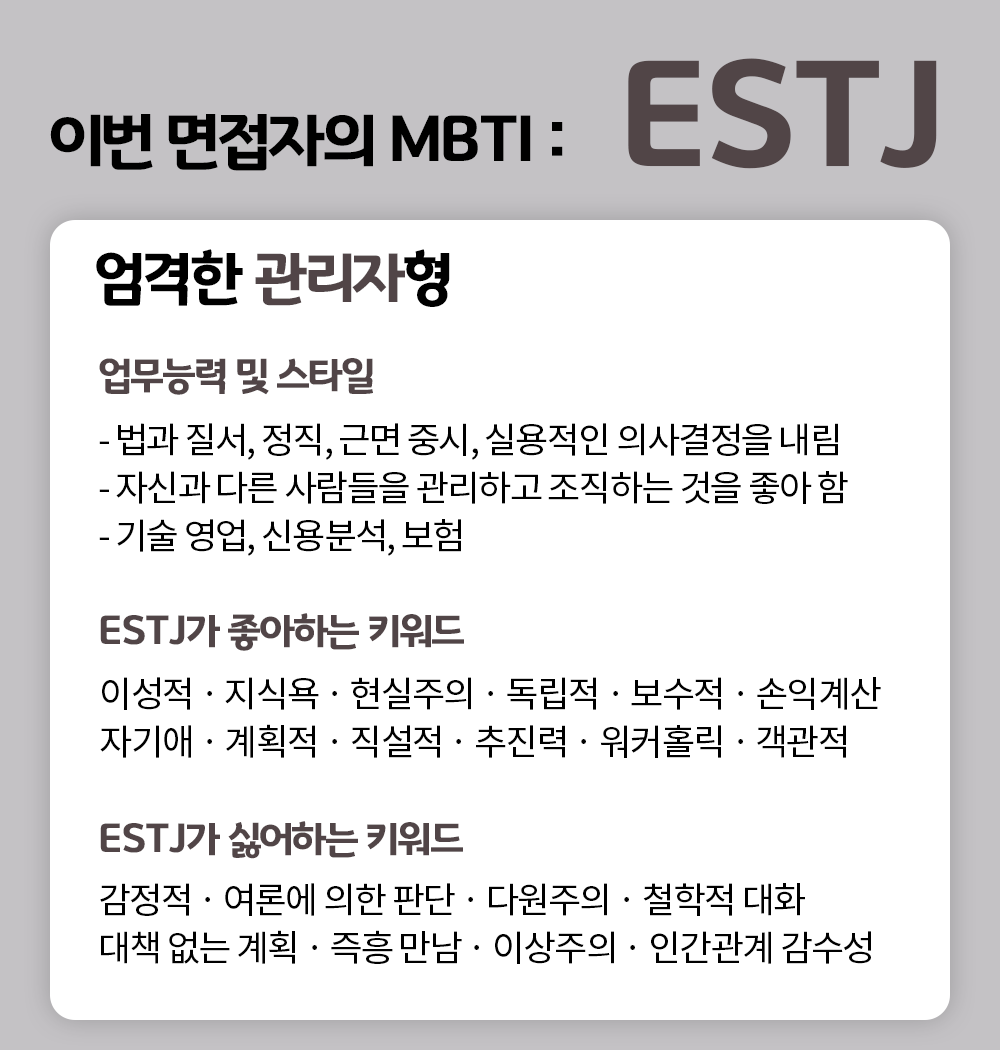 이번 면접자의 MBTI : ESTJ
엄격한 관리자형
업무능력 및 스타일
- 법과 질서, 정직, 근면 중시, 실용적인 의사결정을 내림
- 자신과 다른 사람들을 관리하고 조직하는 것을 좋아 함
- 기술 영업, 신용분석, 보험
ESTJ가 좋아하는 키워드
이성적 · 지식욕 · 현실주의 · 독립적 · 보수적 · 손익계산
자기애 · 계획적 · 직설적 · 추진력 · 워커홀릭 · 객관적
ESTJ가 싫어하는 키워드
감정적 · 여론에 의한 판단 · 다원주의 · 철학적 대화
대책 없는 계획 · 즉흥 만남 · 이상주의 · 인간관계 감수성